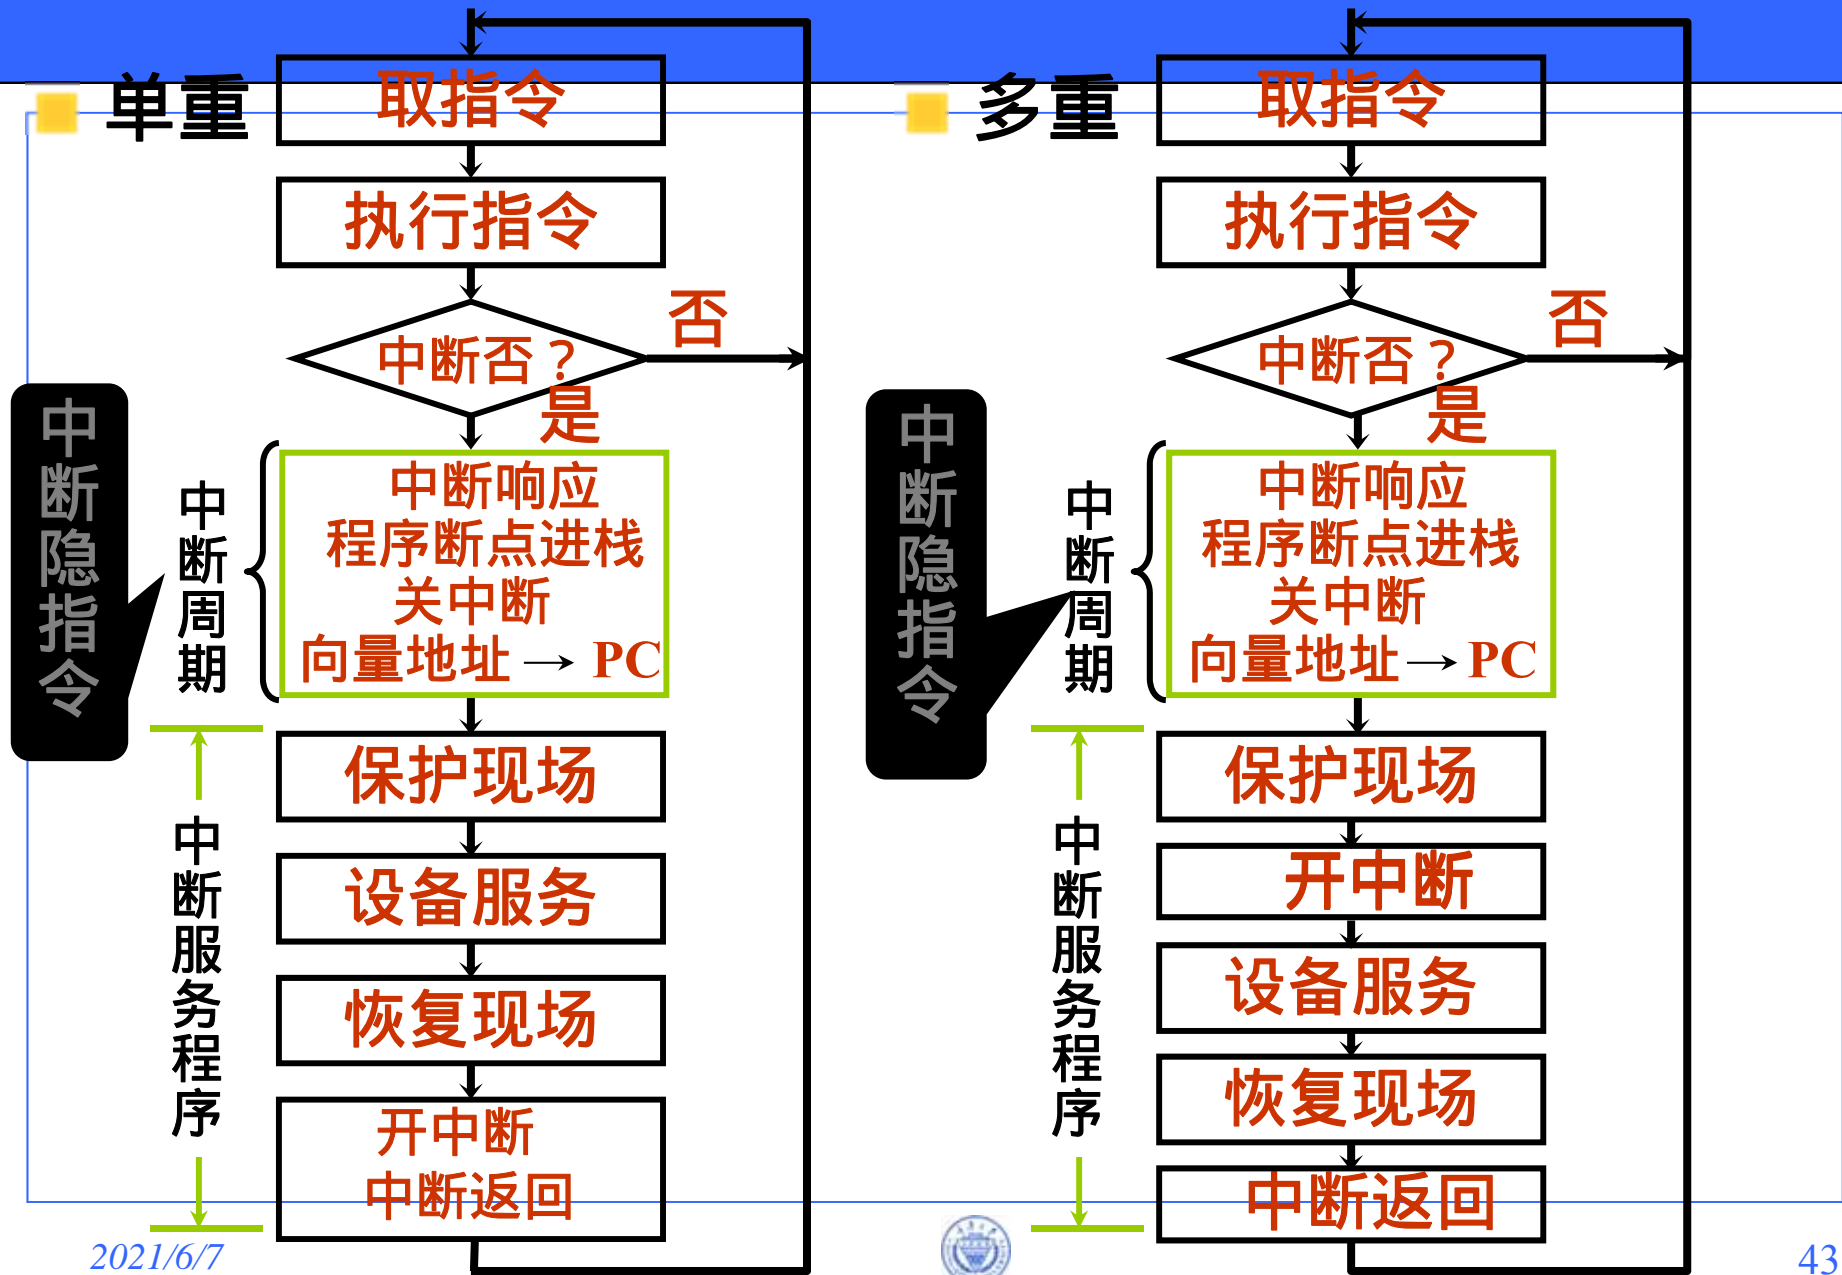 单重
取指令
执行指令
中断否？
否
是
中断响应
程序断点进栈
关中断
向量地址 → PC
保护现场
设备服务
恢复现场
开中断
中断返回
中断隐指令
中断周期
中断服务程序
多重
取指令
执行指令
中断否？
否
是
中断响应
程序断点进栈
关中断
向量地址 → PC
保护现场
开中断
设备服务
恢复现场
中断返回
中断隐指令
中断周期
中断服务程序
2021/6/7
43